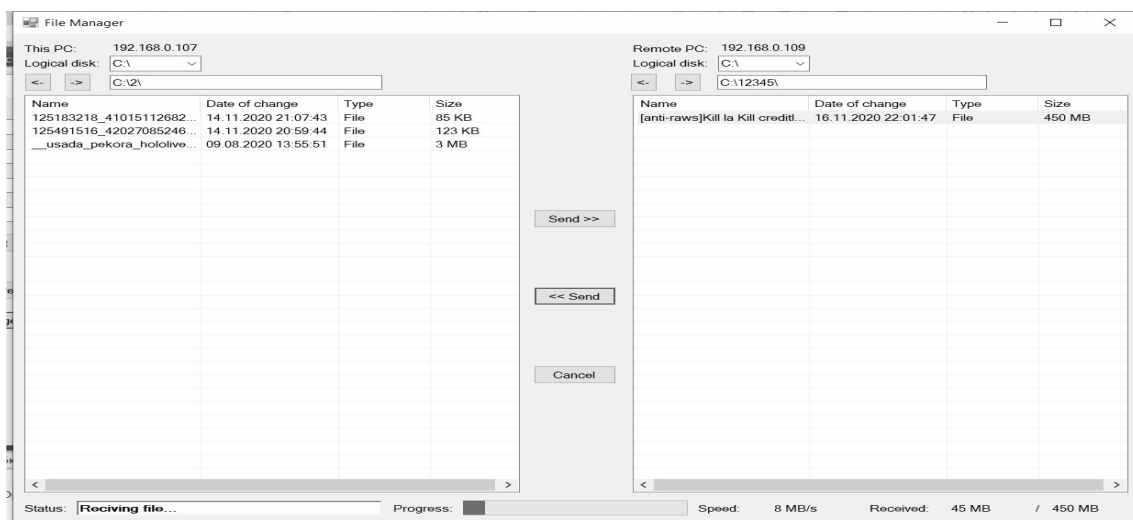 File Manager
This PC: 192.168.0.107
Logical disk: C:\
<- -> C:\2\
Name Date of change Type Size
125183218_41015112682... 14.11.2020 21:07:43 File 85 KB
125491516_42027085246... 14.11.2020 20:59:44 File 123 KB
__usada_pekora_hololive... 09.08.2020 13:55:51 File 3 MB
Send >>
<< Send
Cancel
Remote PC: 192.168.0.109
Logical disk: C:\
<- -> C:\12345\
Name Date of change Type Size
[anti-raws]Kill la Kill creditl... 16.11.2020 22:01:47 File 450 MB
Status: Reciving file... Progress: Speed: 8 MB/s Received: 45 MB / 450 MB